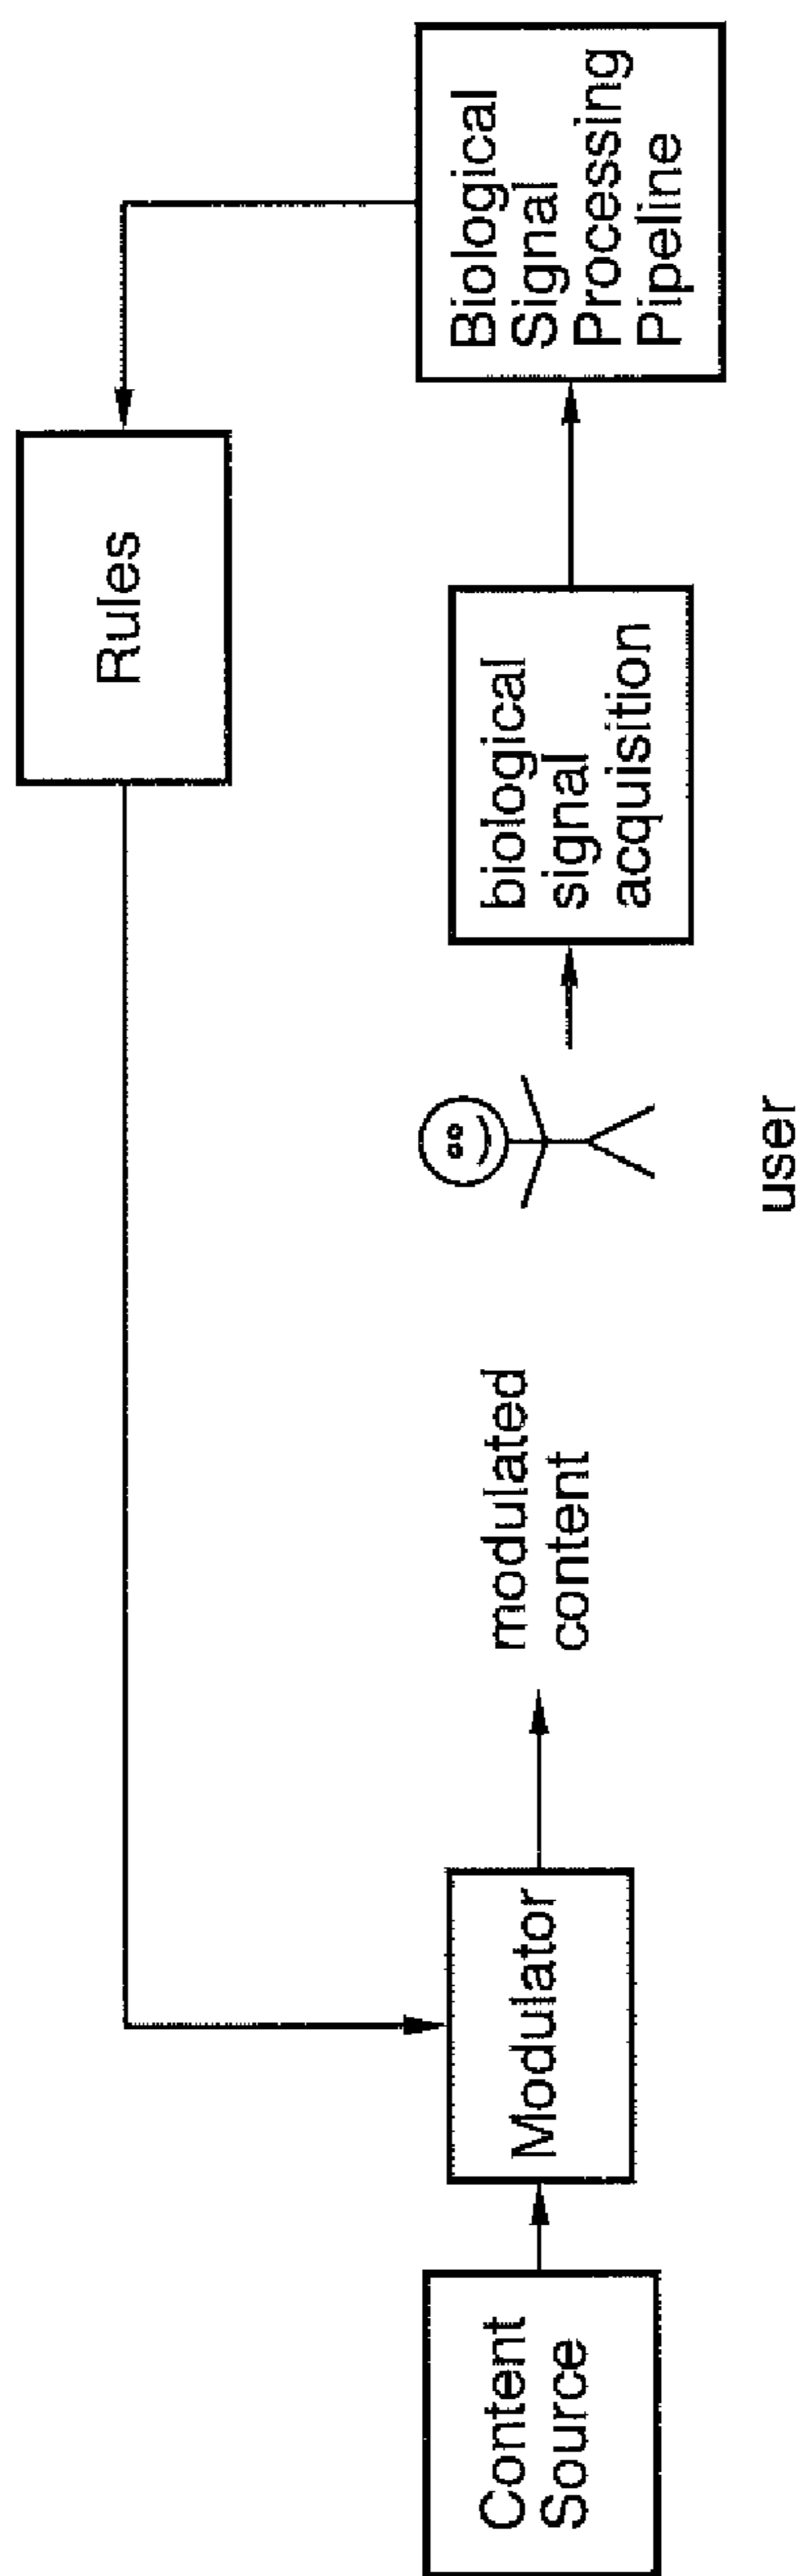 Rules
Content
Source
Modulator
modulated
content
user
biological
signal
acquisition
Biological
Signal
Processing
Pipeline